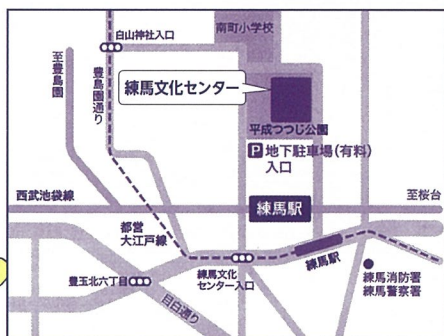 南町小学校
白山神社入口
至豊島園
豊島園通り
練馬文化センター
平成つつじ公園
P 地下駐車場(有料)
入口
西武池袋線
至桜台
練馬駅
都営
大江戸線
練馬文化
センター入口
練馬駅
豊玉北六丁目
目白通り
練馬消防署
練馬警察署